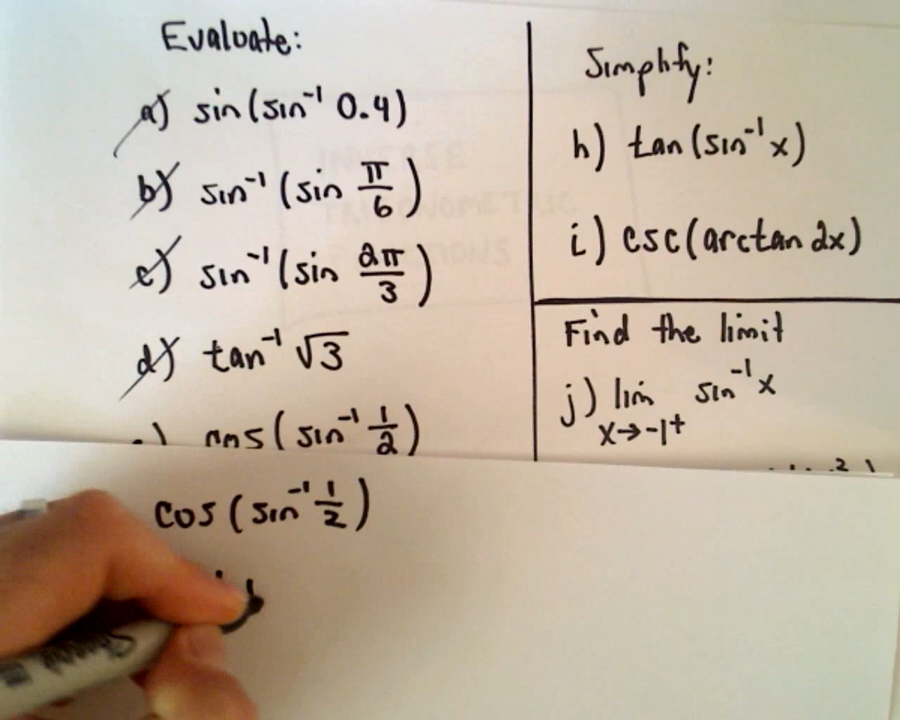 Evaluate:
a) sin(sin⁻¹ 0.4)
b) sin⁻¹(sin π/6)
c) sin⁻¹(sin 2π/3)
d) tan⁻¹ √3
cos(sin⁻¹ 1/2)
Simplify:
h) tan(sin⁻¹x)
i) csc(arctan 2x)
Find the limit
j) lim sin⁻¹x
x→-1⁺
cos(sin⁻¹ 1/2)